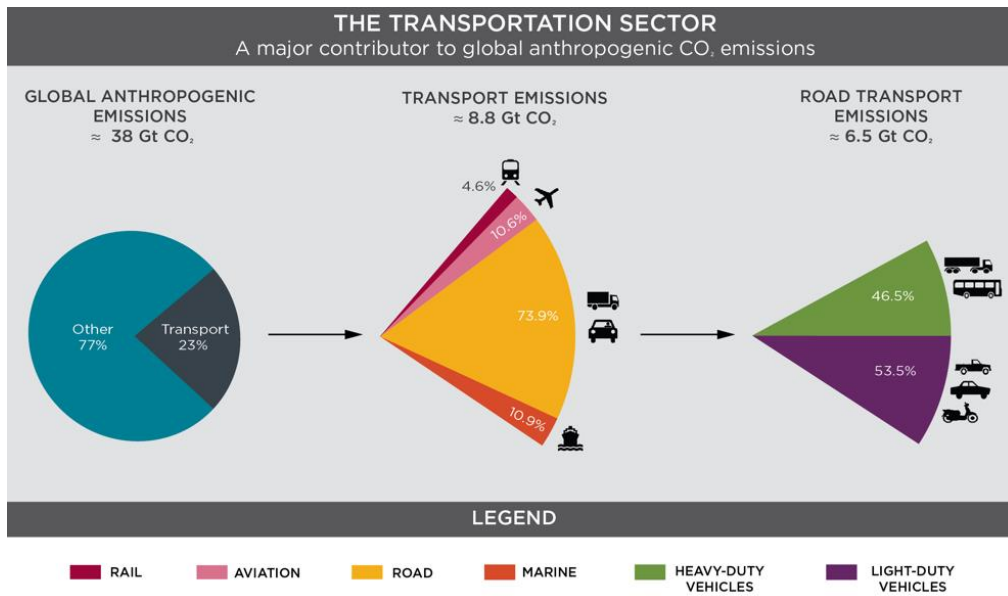 THE TRANSPORTATION SECTOR
A major contributor to global anthropogenic CO₂ emissions
GLOBAL ANTHROPOGENIC
EMISSIONS
≈ 38 Gt CO₂
Other
77%
Transport
23%
TRANSPORT EMISSIONS
≈ 8.8 Gt CO₂
4.6%
10.6%
73.9%
10.9%
ROAD TRANSPORT
EMISSIONS
≈ 6.5 Gt CO₂
46.5%
53.5%
LEGEND
RAIL
AVIATION
ROAD
MARINE
HEAVY-DUTY
VEHICLES
LIGHT-DUTY
VEHICLES